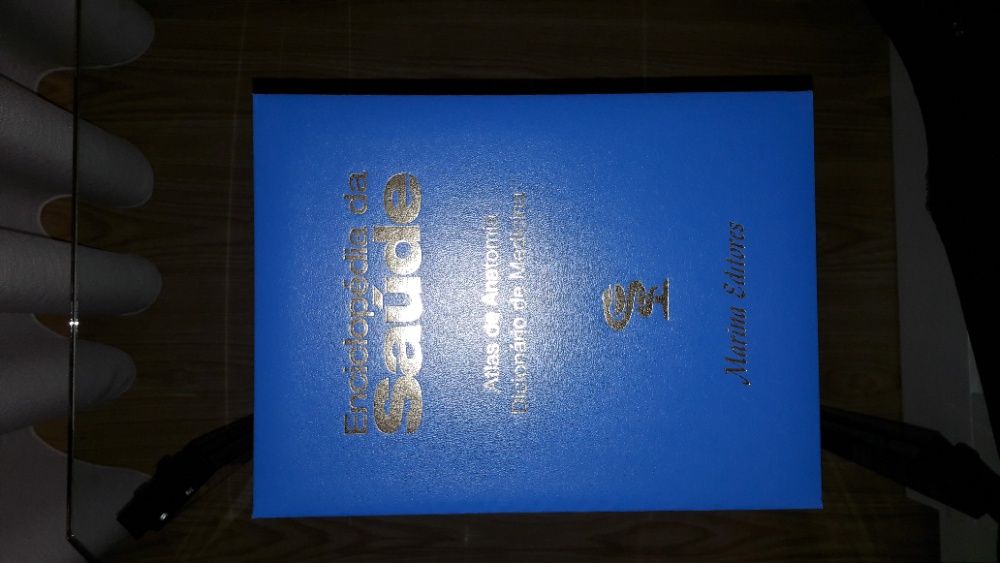 Enciclopédia da
Saúde
Atlas de Anatomia
Dicionário de Medicina
Marina Editores